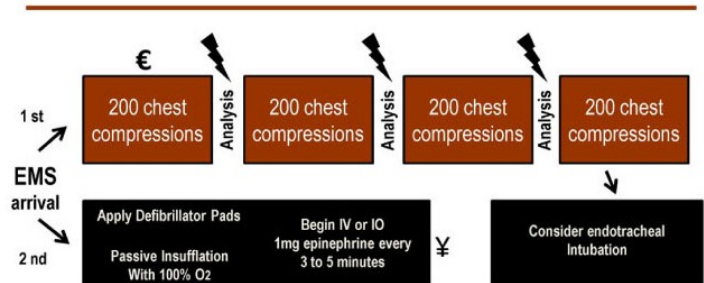 €
200 chest
compressions
Analysis
200 chest
compressions
Analysis
200 chest
compressions
Analysis
200 chest
compressions
1 st
EMS
arrival
2 nd
Apply Defibrillator Pads
Passive Insufflation
With 100% O2
Begin IV or IO
1mg epinephrine every
3 to 5 minutes
¥
Consider endotracheal
Intubation